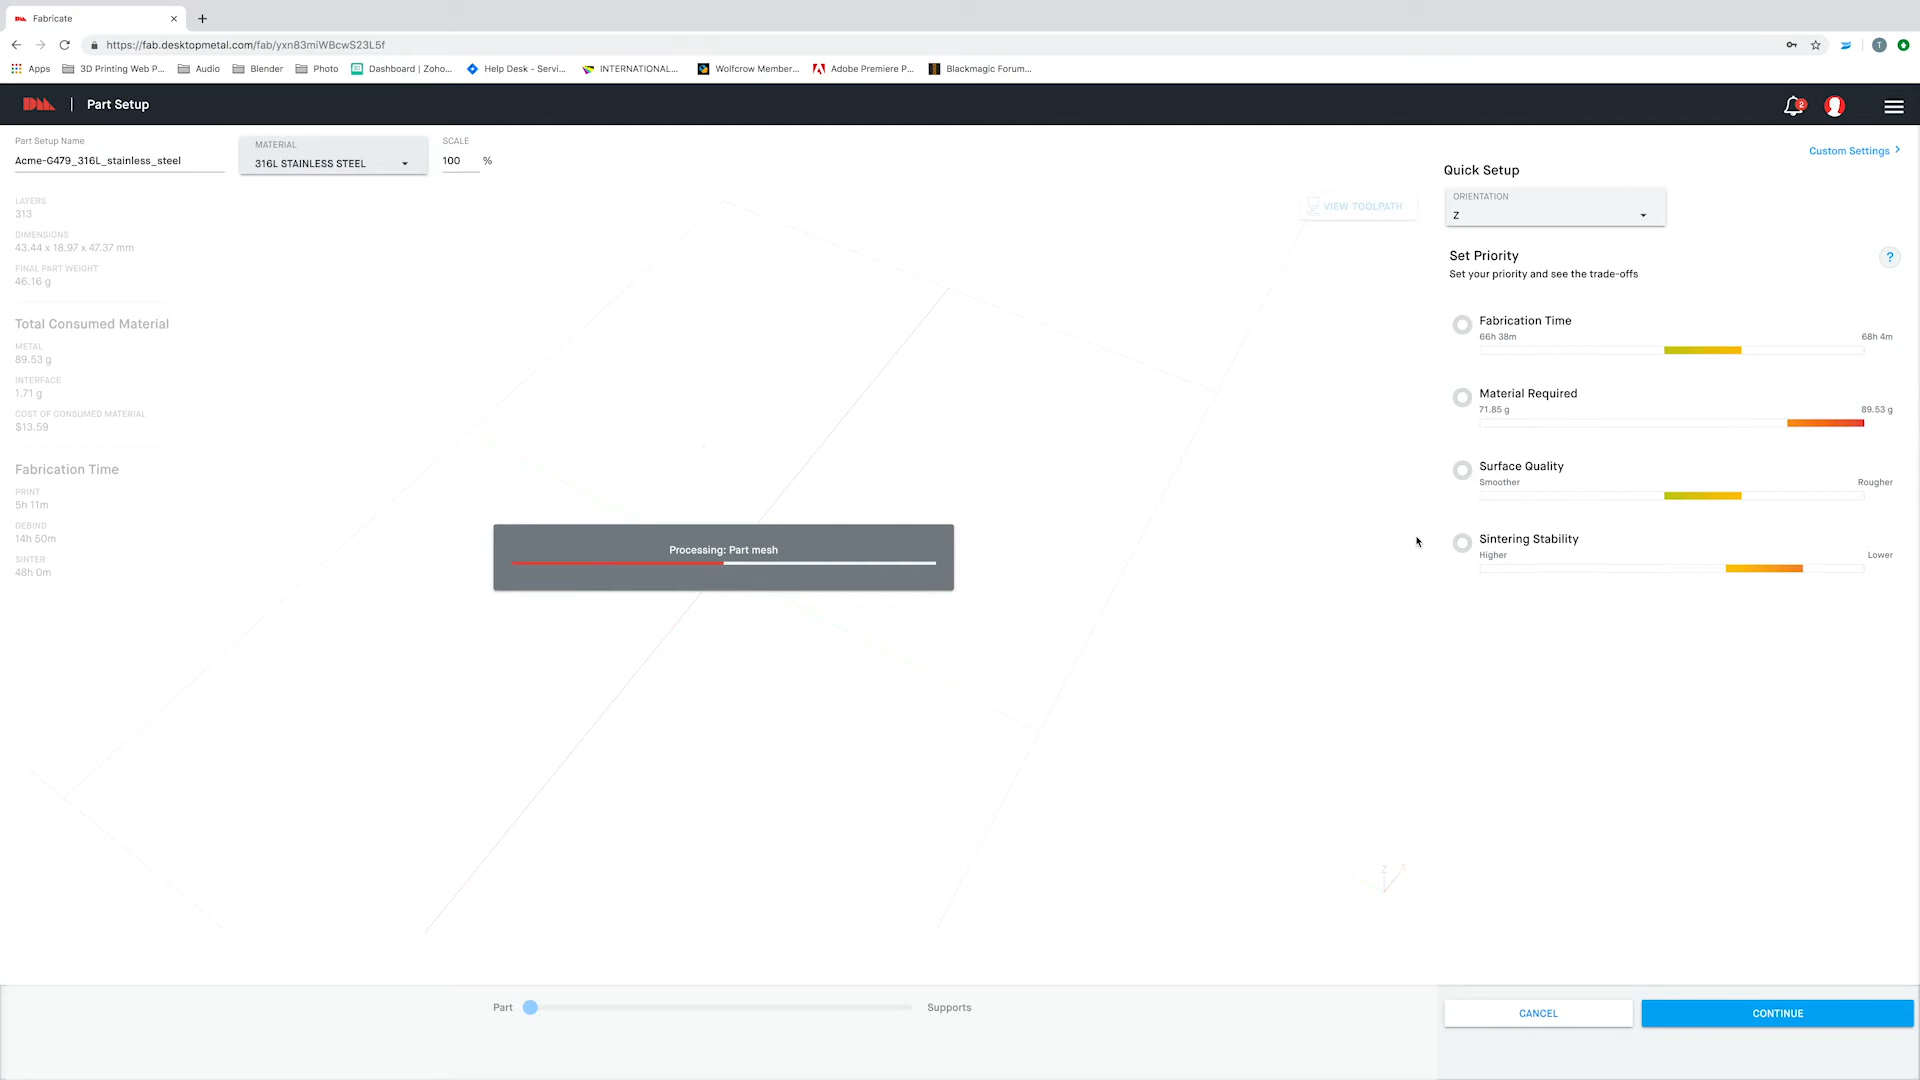 Fabricate
https://fab.desktopmetal.com/fab/yxn83miWBcwS23L5f
T
Apps
3D Printing Web P...
Audio
Blender
Photo
Dashboard | Zoho...
Help Desk - Servi...
INTERNATIONAL...
Wolfcrow Member...
Adobe Premiere P...
Blackmagic Forum...
DM
Part Setup
2
Part Setup Name
Acme-G479_316L_stainless_steel
MATERIAL
316L STAINLESS STEEL
SCALE
100 %
LAYERS
313
DIMENSIONS
43.44 x 18.97 x 47.37 mm
FINAL PART WEIGHT
46.16 g
Total Consumed Material
METAL
89.53 g
INTERFACE
1.71 g
COST OF CONSUMED MATERIAL
$13.59
Fabrication Time
PRINT
5h 11m
DEBIND
14h 50m
SINTER
48h 0m
VIEW TOOLPATH
Processing: Part mesh
Z
X
Part
Supports
Custom Settings
Quick Setup
ORIENTATION
Z
Set Priority
?
Set your priority and see the trade-offs
Fabrication Time
66h 38m
68h 4m
Material Required
71.85 g
89.53 g
Surface Quality
Smoother
Rougher
Sintering Stability
Higher
Lower
CANCEL
CONTINUE